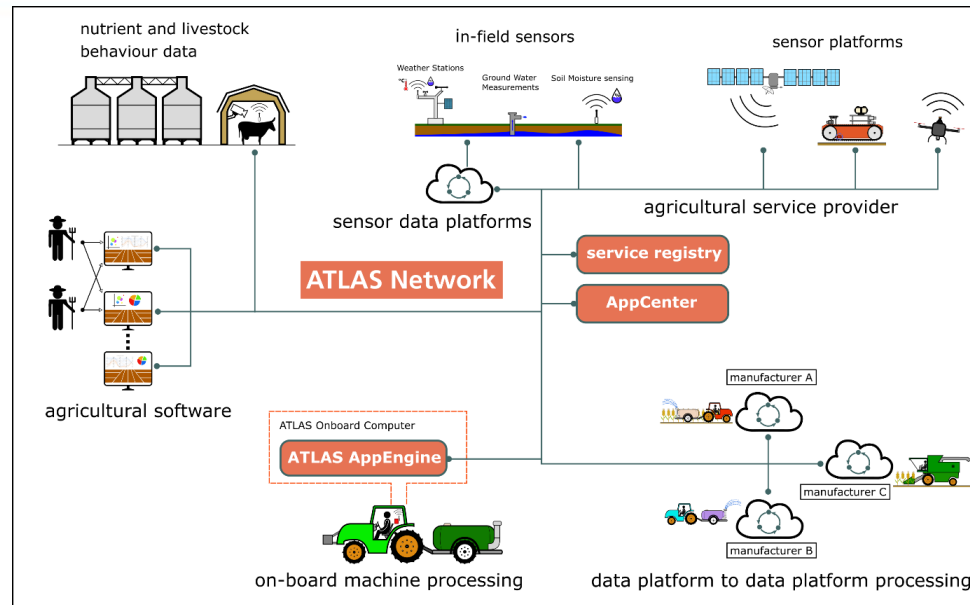 nutrient and livestock
behaviour data
in-field sensors
sensor platforms
Weather Stations
°C
Ground Water
Measurements
Soil Moisture sensing
sensor data platforms
agricultural service provider
service registry
ATLAS Network
AppCenter
agricultural software
manufacturer A
ATLAS Onboard Computer
ATLAS AppEngine
manufacturer C
manufacturer B
on-board machine processing
data platform to data platform processing